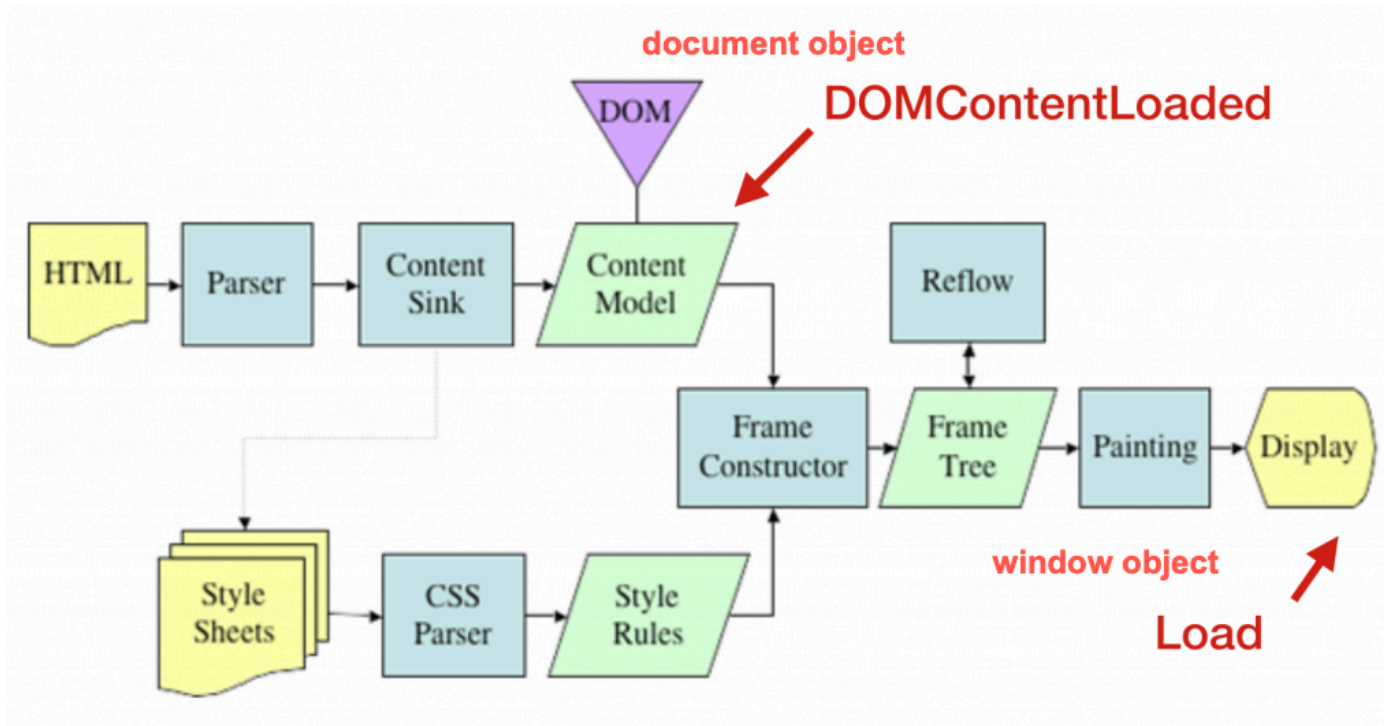 document object
DOM
DOMContentLoaded
HTML
Parser
Content
Sink
Content
Model
Reflow
Frame
Constructor
Frame
Tree
Painting
Display
Style
Sheets
CSS
Parser
Style
Rules
window object
Load